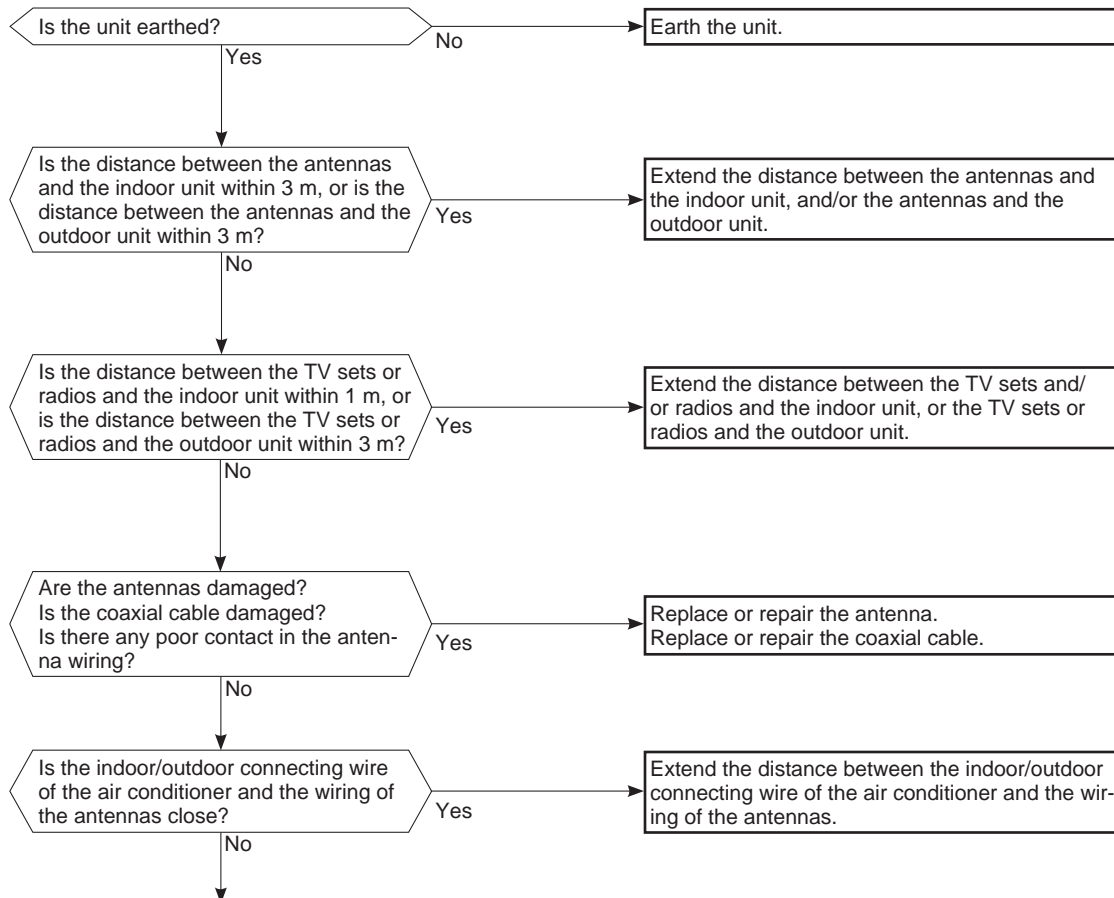 Is the unit earthed?
No
Earth the unit.
Yes
Is the distance between the antennas
and the indoor unit within 3 m, or is the
distance between the antennas and the
outdoor unit within 3 m?
Yes
Extend the distance between the antennas and
the indoor unit, and/or the antennas and the
outdoor unit.
No
Is the distance between the TV sets or
radios and the indoor unit within 1 m, or
is the distance between the TV sets or
radios and the outdoor unit within 3 m?
Yes
Extend the distance between the TV sets and/
or radios and the indoor unit, or the TV sets or
radios and the outdoor unit.
No
Are the antennas damaged?
Is the coaxial cable damaged?
Is there any poor contact in the anten-
na wiring?
Yes
Replace or repair the antenna.
Replace or repair the coaxial cable.
No
Is the indoor/outdoor connecting wire
of the air conditioner and the wiring of
the antennas close?
Yes
Extend the distance between the indoor/outdoor
connecting wire of the air conditioner and the wir-
ing of the antennas.
No